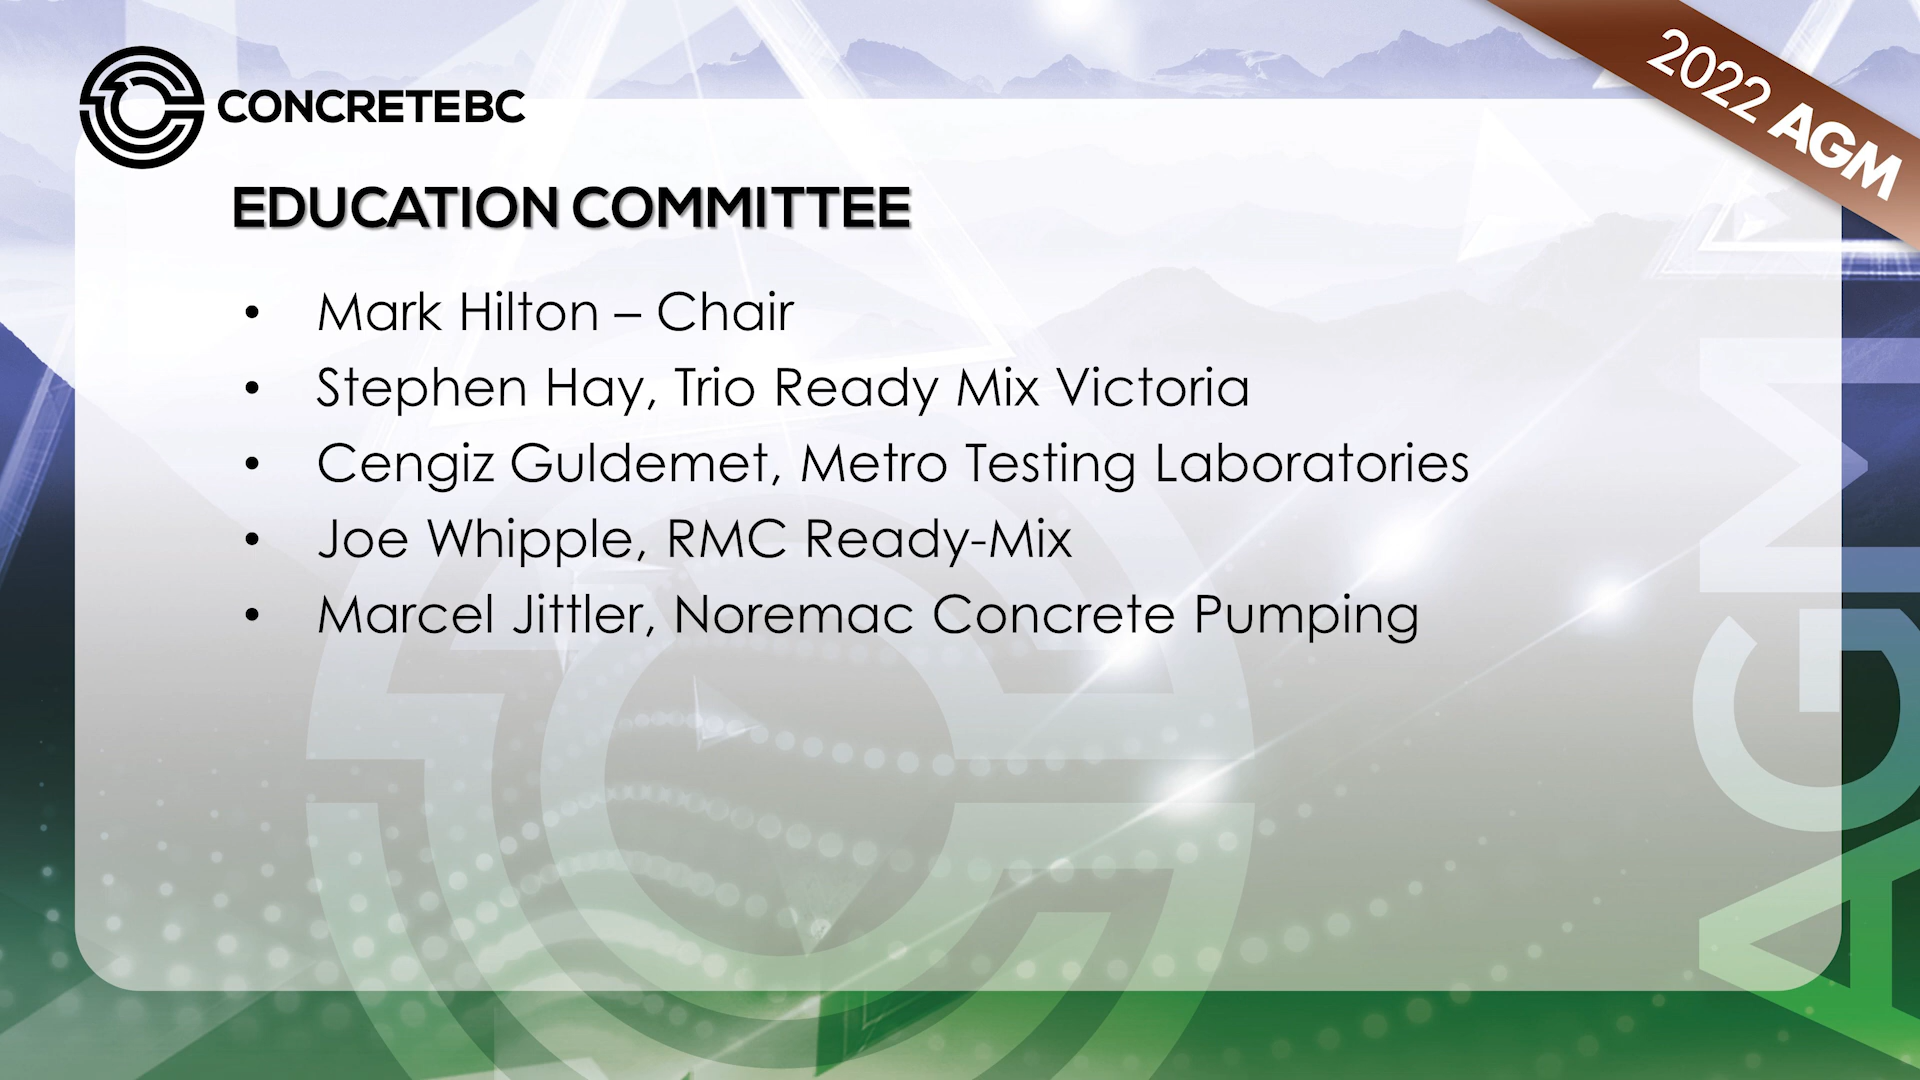 CONCRETEBC
2022 AGM
EDUCATION COMMITTEE
• Mark Hilton – Chair
• Stephen Hay, Trio Ready Mix Victoria
• Cengiz Guldemet, Metro Testing Laboratories
• Joe Whipple, RMC Ready-Mix
• Marcel Jittler, Noremac Concrete Pumping
AGM